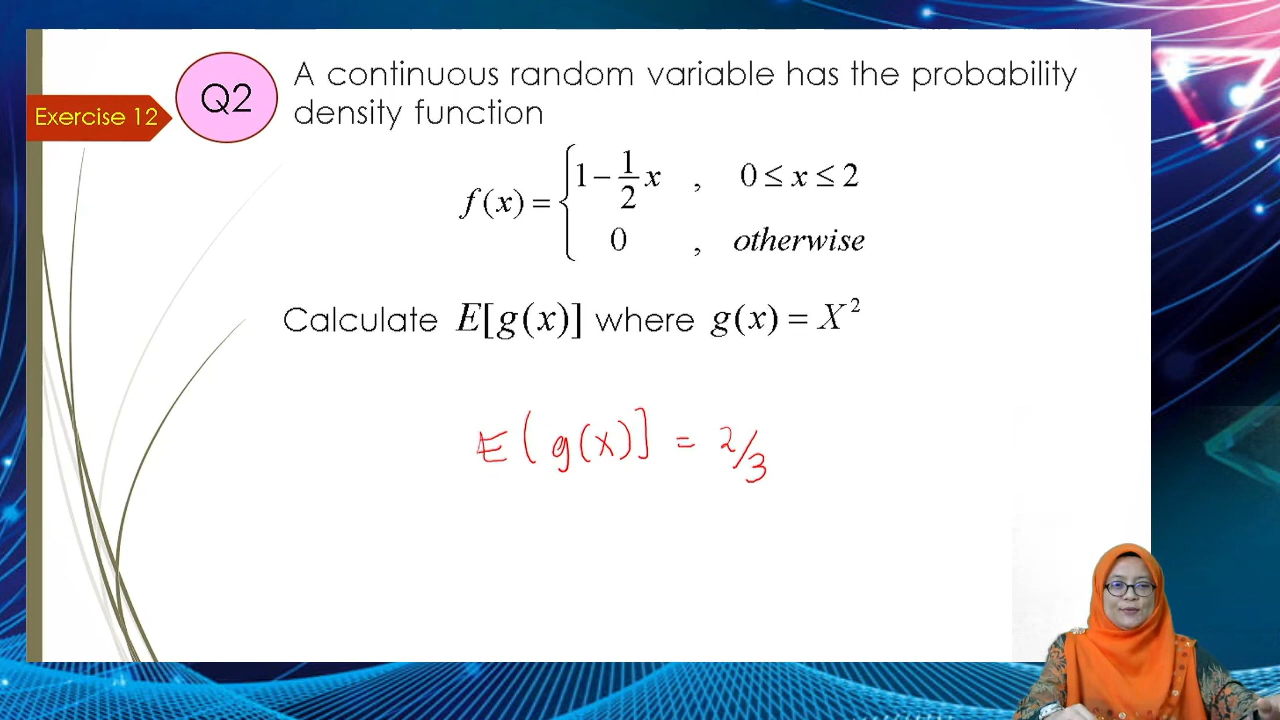 Exercise 12
Q2
A continuous random variable has the probability
density function
f(x) = { 1 − 1/2 x , 0 ≤ x ≤ 2
0 , otherwise
Calculate E[g(x)] where g(x) = X²
E[g(x)] = 2/3